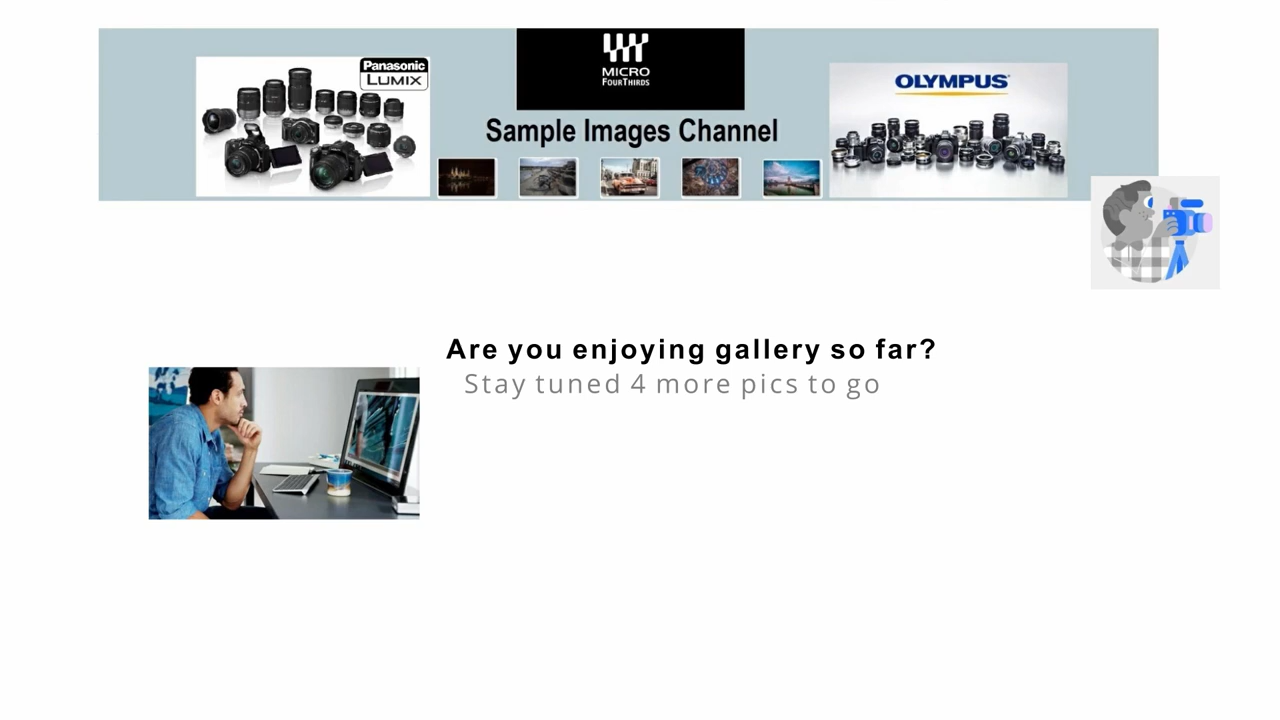 Panasonic
LUMIX
MICRO
FOURTHIRDS
OLYMPUS
Sample Images Channel
Are you enjoying gallery so far?
Stay tuned 4 more pics to go